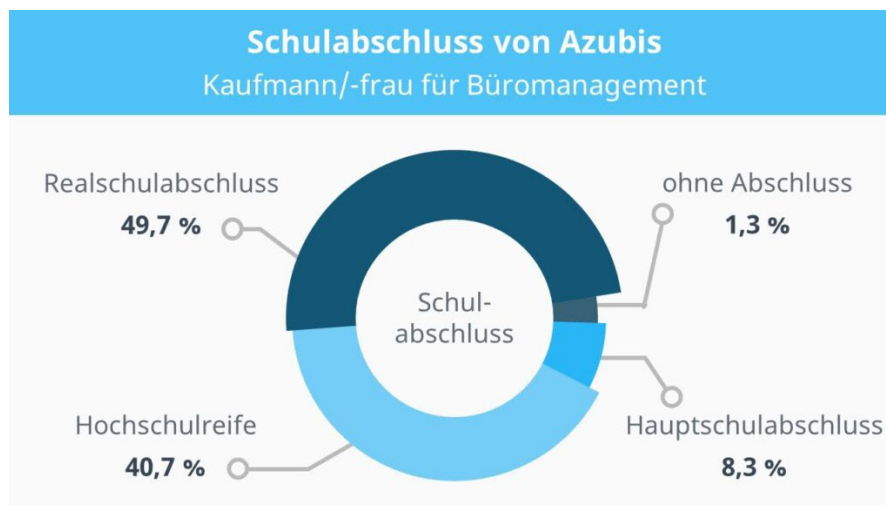 Schulabschluss von Azubis
Kaufmann/-frau für Büromanagement
Realschulabschluss
49,7 %
ohne Abschluss
1,3 %
Schul-
abschluss
Hochschulreife
40,7 %
Hauptschulabschluss
8,3 %